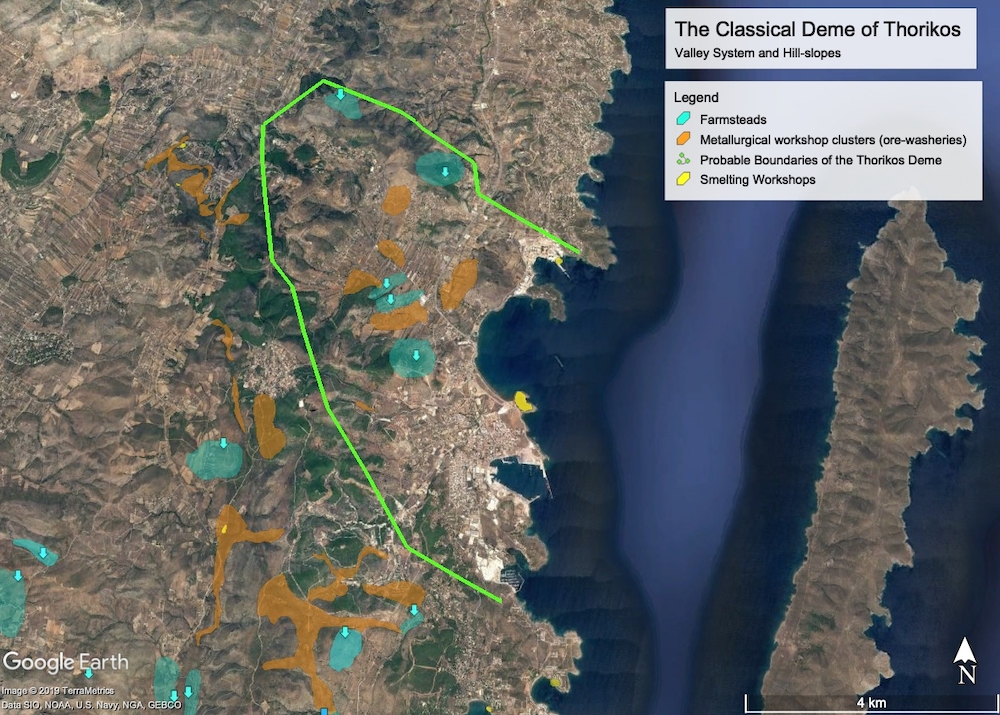 The Classical Deme of Thorikos
Valley System and Hill-slopes
Legend
Farmsteads
Metallurgical workshop clusters (ore-washeries)
Probable Boundaries of the Thorikos Deme
Smelting Workshops
Google Earth
Image © 2019 TerraMetrics
Data SIO, NOAA, U.S. Navy, NGA, GEBCO
N
4 km